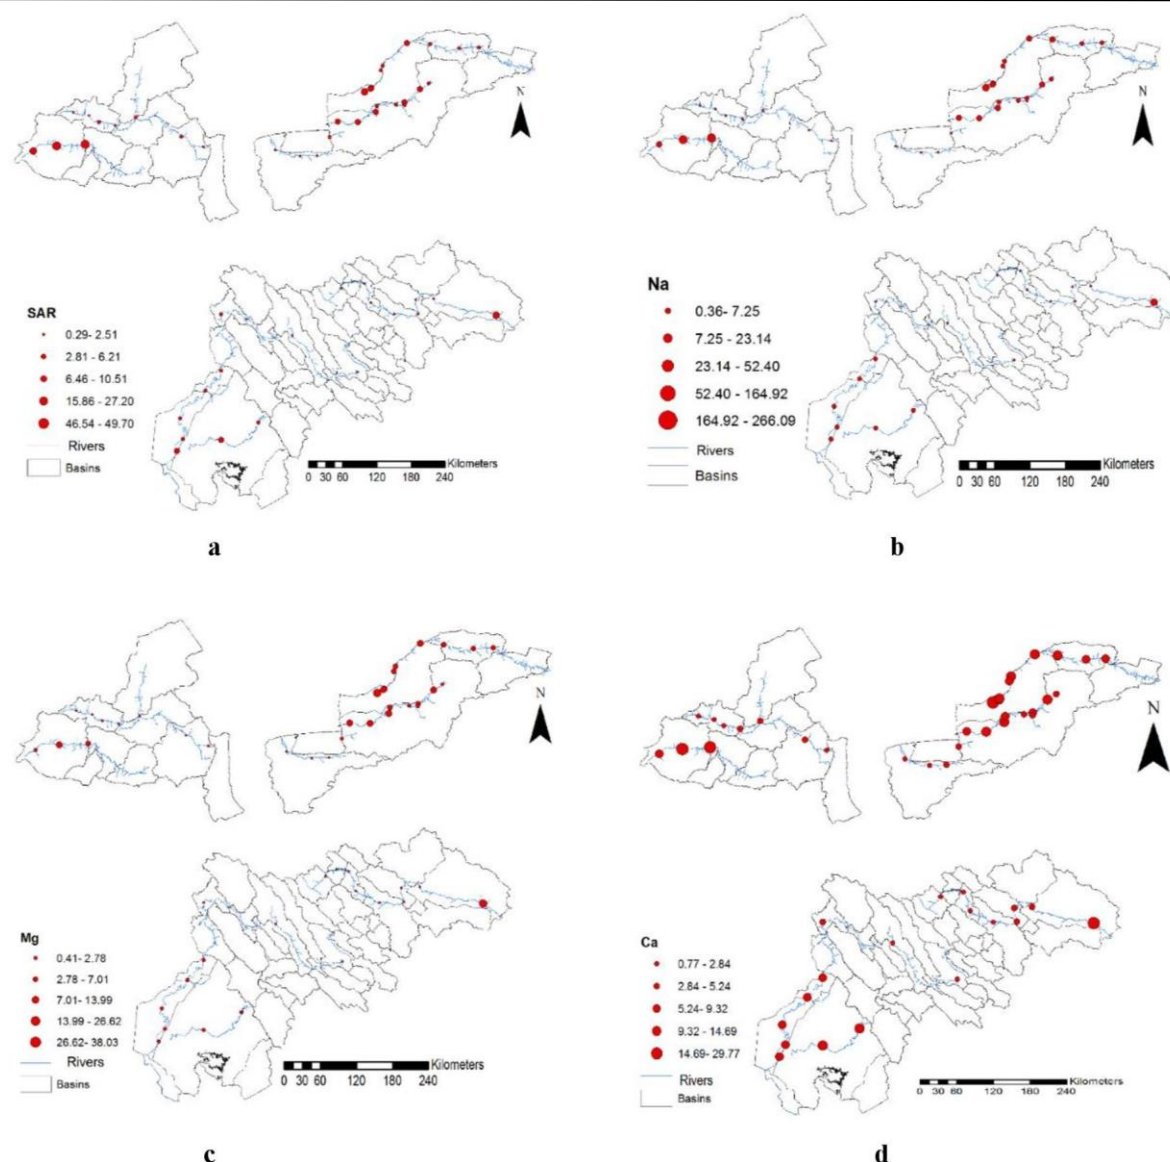 N
SAR
0.29- 2.51
2.81 - 6.21
6.46 - 10.51
15.86 - 27.20
46.54 - 49.70
Rivers
Basins
Kilometers
0 30 60 120 180 240
a
N
Na
0.36- 7.25
7.25 - 23.14
23.14 - 52.40
52.40 - 164.92
164.92 - 266.09
Rivers
Basins
Kilometers
0 30 60 120 180 240
b
N
Mg
0.41- 2.78
2.78 - 7.01
7.01- 13.99
13.99 - 26.62
26.62- 38.03
Rivers
Basins
Kilometers
0 30 60 120 180 240
c
N
Ca
0.77 - 2.84
2.84 - 5.24
5.24- 9.32
9.32 - 14.69
14.69- 29.77
Rivers
Basins
Kilometers
0 30 60 120 180 240
d